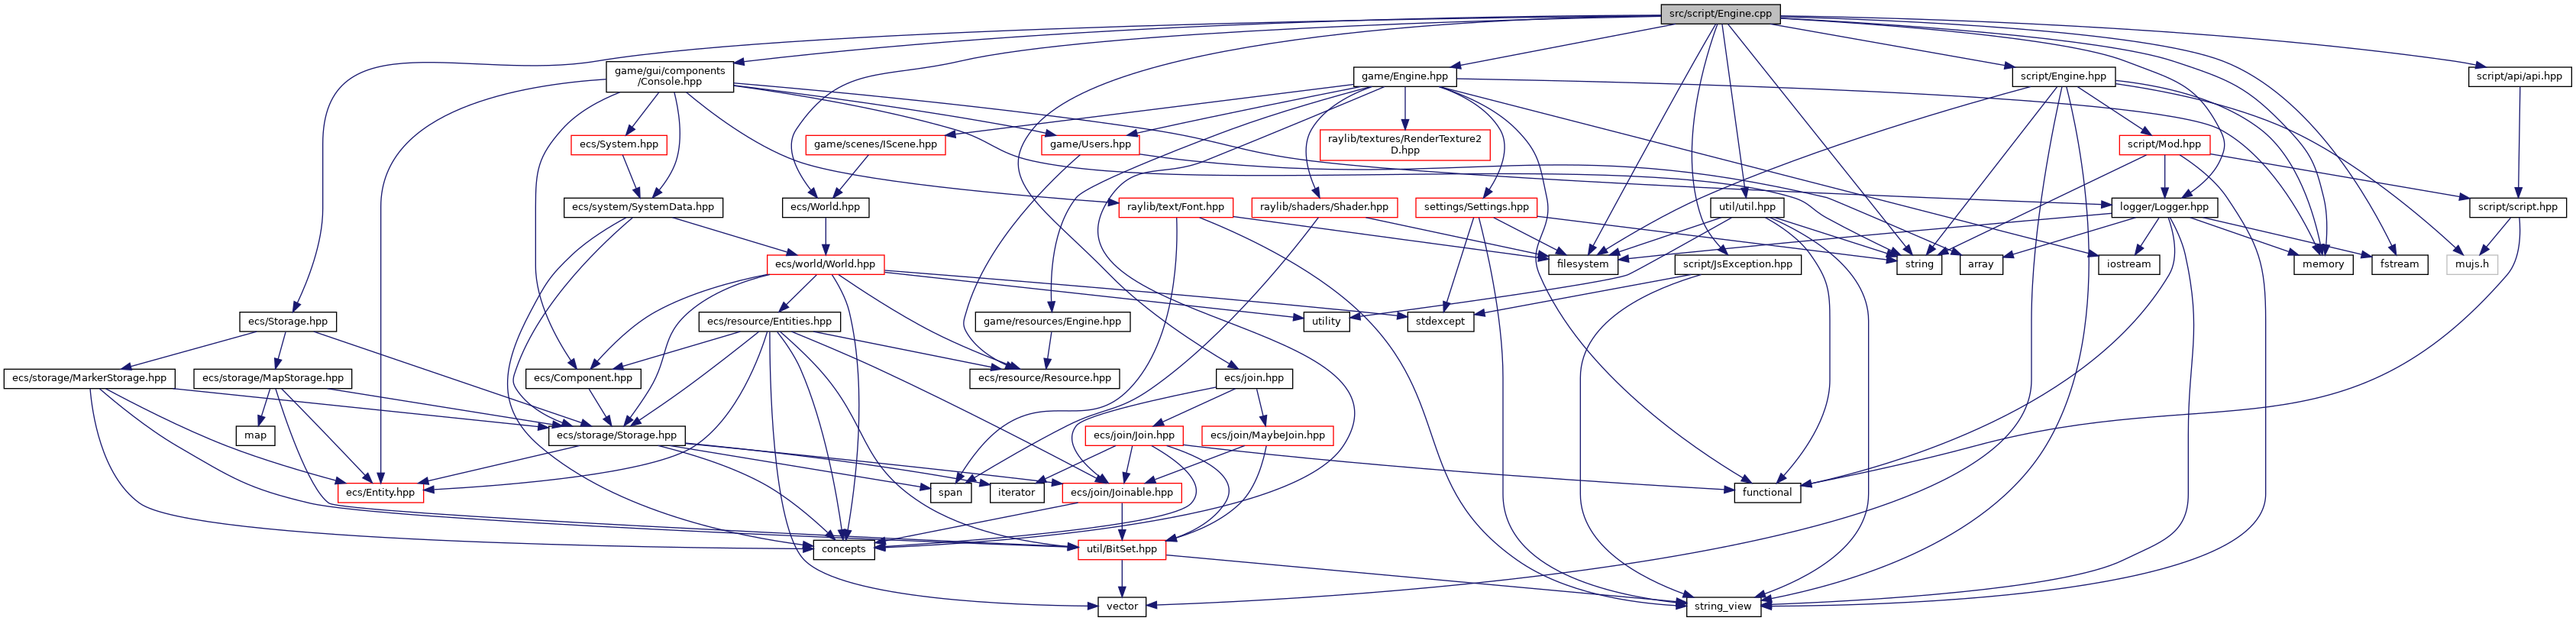 src/script/Engine.cpp
game/gui/components
/Console.hpp
game/Engine.hpp
script/Engine.hpp
script/api/api.hpp
ecs/System.hpp
game/scenes/IScene.hpp
game/Users.hpp
raylib/textures/RenderTexture2
D.hpp
script/Mod.hpp
ecs/system/SystemData.hpp
ecs/World.hpp
raylib/text/Font.hpp
raylib/shaders/Shader.hpp
settings/Settings.hpp
util/util.hpp
logger/Logger.hpp
script/script.hpp
ecs/world/World.hpp
filesystem
script/JsException.hpp
string
array
iostream
memory
fstream
mujs.h
ecs/Storage.hpp
ecs/resource/Entities.hpp
game/resources/Engine.hpp
utility
stdexcept
ecs/storage/MarkerStorage.hpp
ecs/storage/MapStorage.hpp
ecs/Component.hpp
ecs/resource/Resource.hpp
ecs/join.hpp
map
ecs/storage/Storage.hpp
ecs/join/Join.hpp
ecs/join/MaybeJoin.hpp
ecs/Entity.hpp
span
iterator
ecs/join/Joinable.hpp
functional
concepts
util/BitSet.hpp
vector
string_view